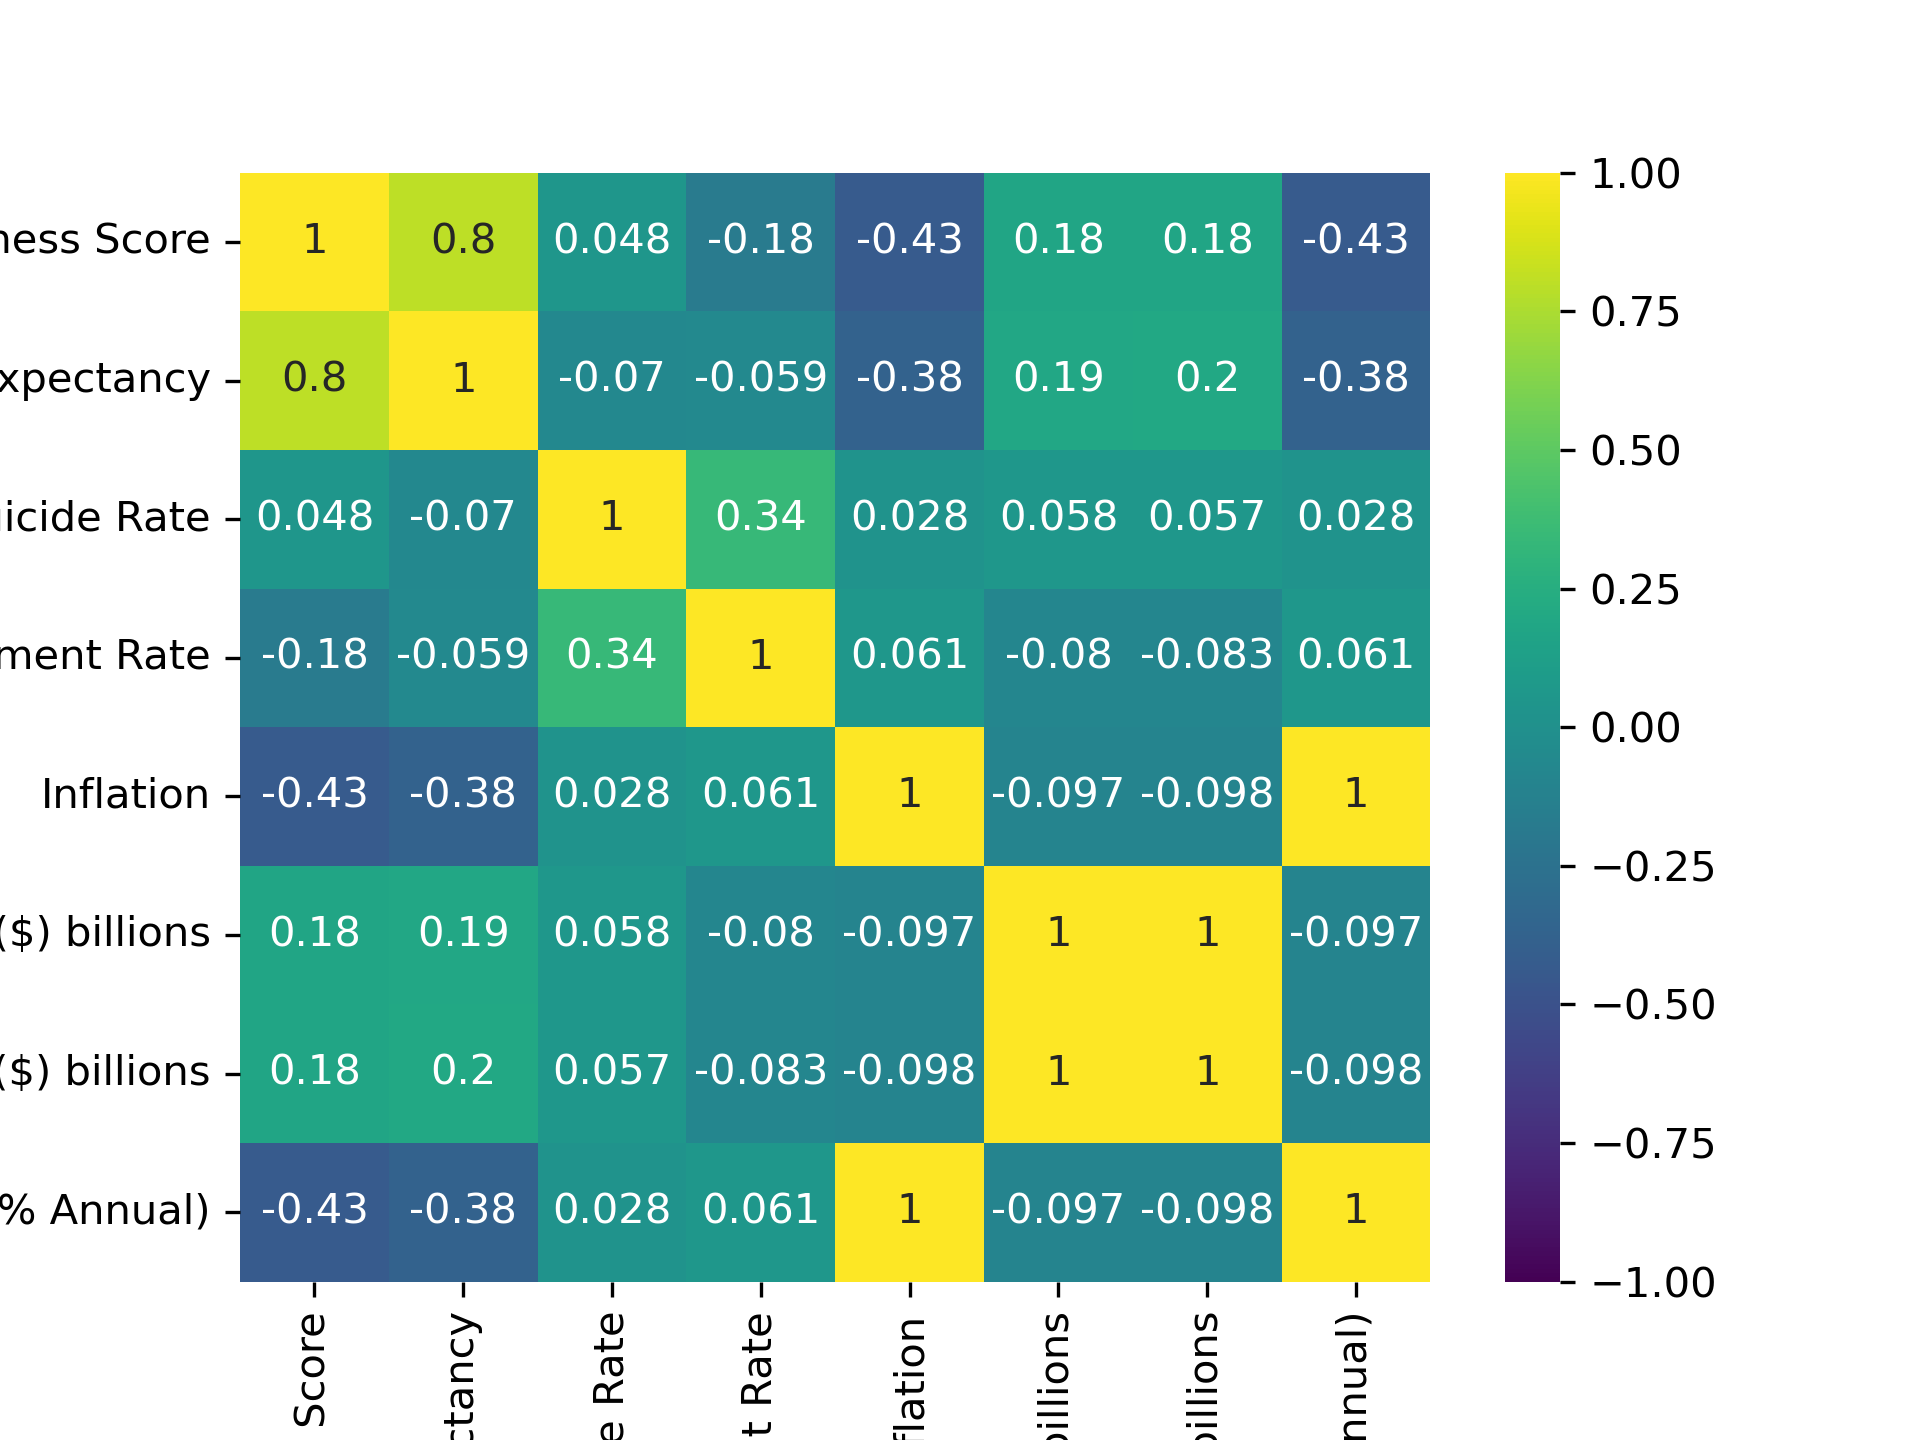 ness Score 1 0.8 0.048 -0.18 -0.43 0.18 0.18 -0.43
xpectancy 0.8 1 -0.07 -0.059 -0.38 0.19 0.2 -0.38
icide Rate 0.048 -0.07 1 0.34 0.028 0.058 0.057 0.028
ment Rate -0.18 -0.059 0.34 1 0.061 -0.08 -0.083 0.061
Inflation -0.43 -0.38 0.028 0.061 1 -0.097 -0.098 1
($) billions 0.18 0.19 0.058 -0.08 -0.097 1 1 -0.097
($) billions 0.18 0.2 0.057 -0.083 -0.098 1 1 -0.098
% Annual) -0.43 -0.38 0.028 0.061 1 -0.097 -0.098 1
Score
ctancy
e Rate
t Rate
flation
billions
billions
nnual)
1.00
0.75
0.50
0.25
0.00
−0.25
−0.50
−0.75
−1.00